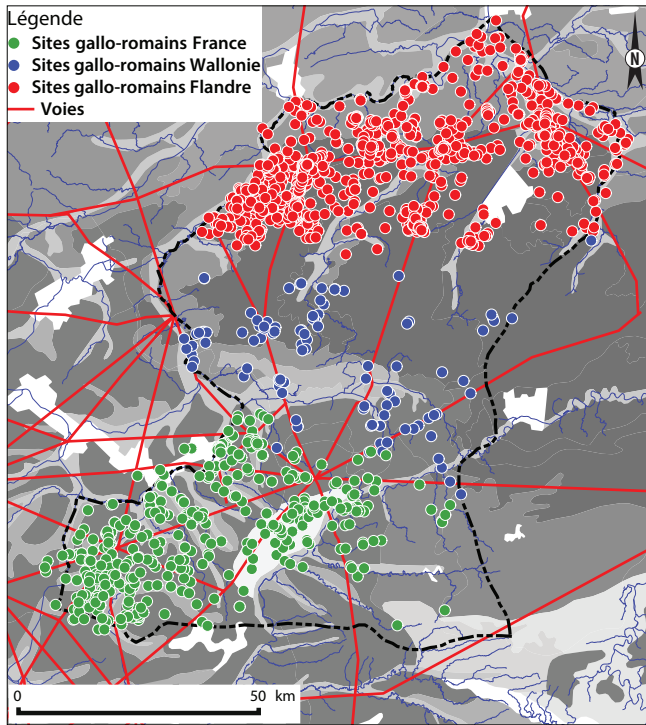 Légende
Sites gallo-romains France
Sites gallo-romains Wallonie
Sites gallo-romains Flandre
Voies
N
0 50 km